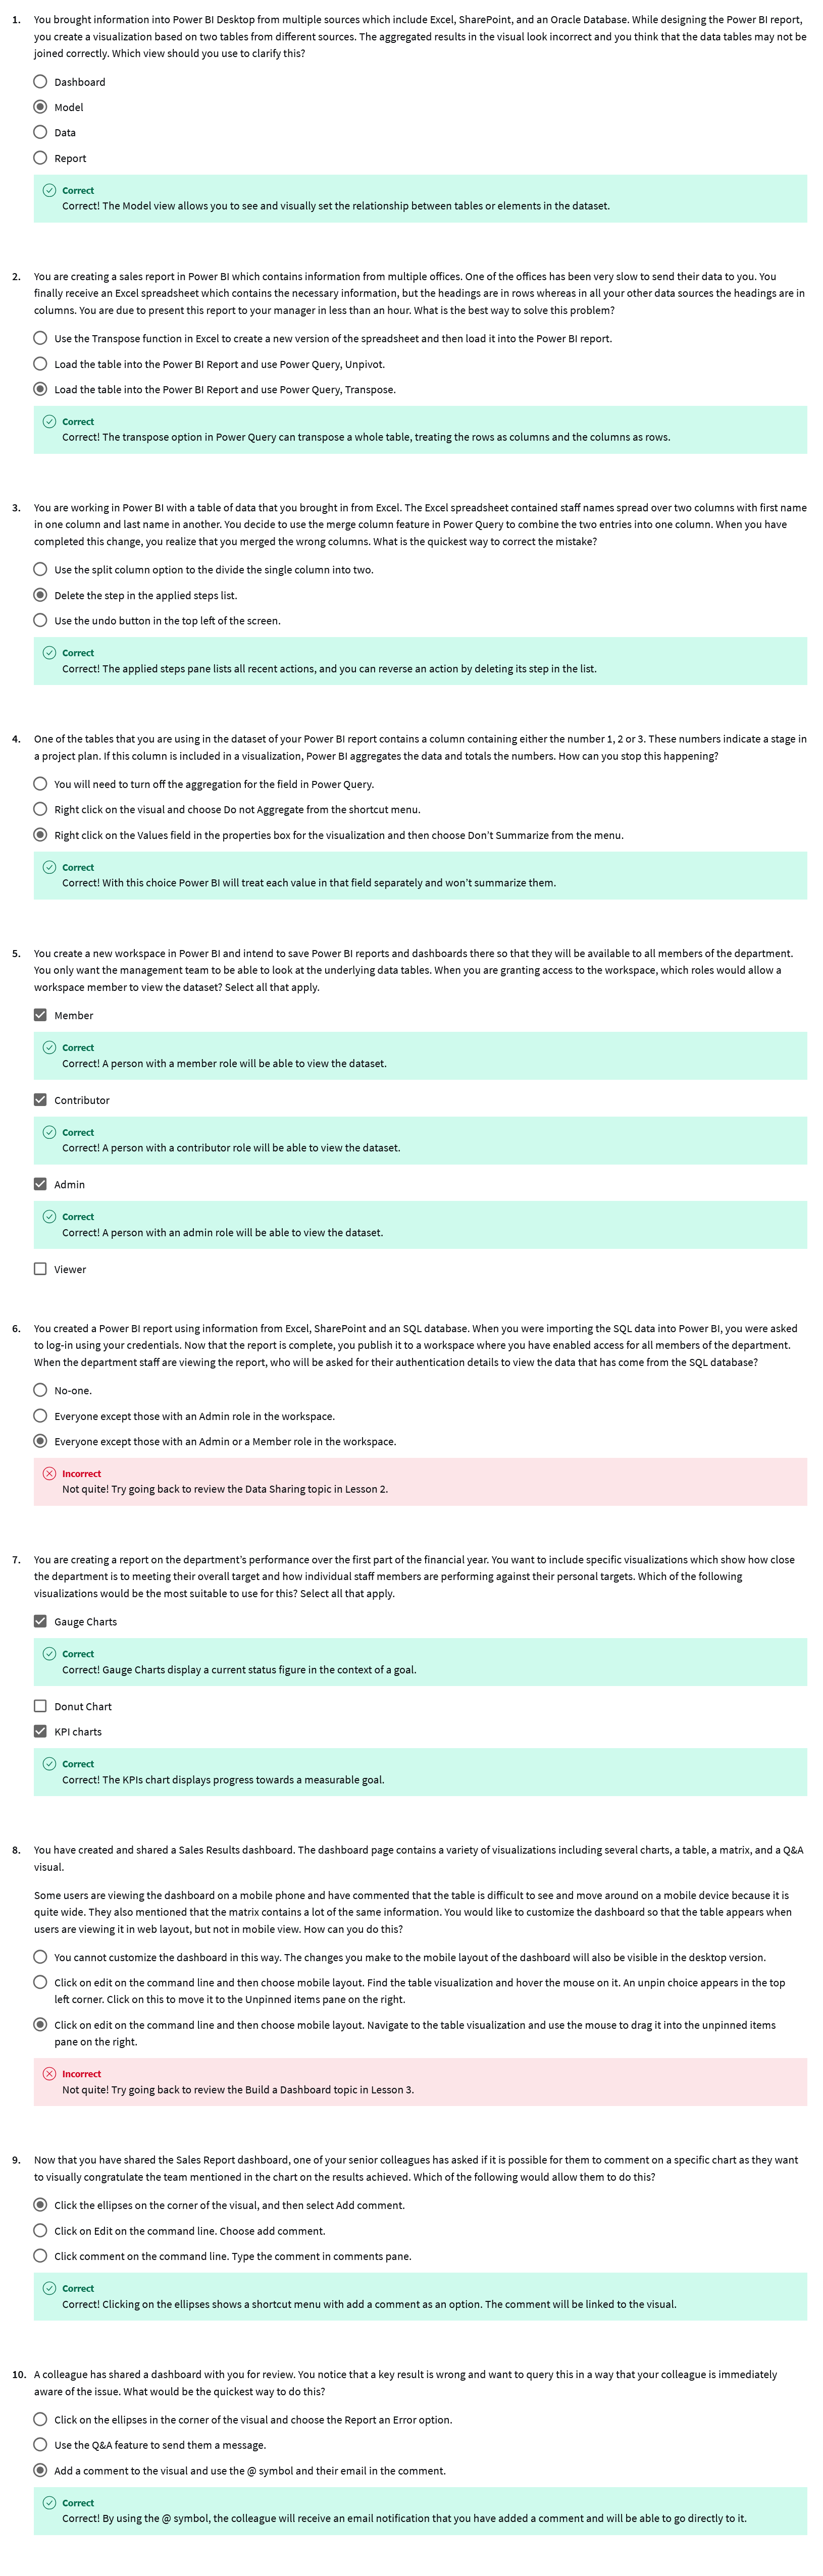 1. You brought information into Power BI Desktop from multiple sources which include Excel, SharePoint, and an Oracle Database. While designing the Power BI report,
you create a visualization based on two tables from different sources. The aggregated results in the visual look incorrect and you think that the data tables may not be
joined correctly. Which view should you use to clarify this?
Dashboard
Model
Data
Report
Correct
Correct! The Model view allows you to see and visually set the relationship between tables or elements in the dataset.
2. You are creating a sales report in Power BI which contains information from multiple offices. One of the offices has been very slow to send their data to you. You
finally receive an Excel spreadsheet which contains the necessary information, but the headings are in rows whereas in all your other data sources the headings are in
columns. You are due to present this report to your manager in less than an hour. What is the best way to solve this problem?
Use the Transpose function in Excel to create a new version of the spreadsheet and then load it into the Power BI report.
Load the table into the Power BI Report and use Power Query, Unpivot.
Load the table into the Power BI Report and use Power Query, Transpose.
Correct
Correct! The transpose option in Power Query can transpose a whole table, treating the rows as columns and the columns as rows.
3. You are working in Power BI with a table of data that you brought in from Excel. The Excel spreadsheet contained staff names spread over two columns with first name
in one column and last name in another. You decide to use the merge column feature in Power Query to combine the two entries into one column. When you have
completed this change, you realize that you merged the wrong columns. What is the quickest way to correct the mistake?
Use the split column option to the divide the single column into two.
Delete the step in the applied steps list.
Use the undo button in the top left of the screen.
Correct
Correct! The applied steps pane lists all recent actions, and you can reverse an action by deleting its step in the list.
4. One of the tables that you are using in the dataset of your Power BI report contains a column containing either the number 1, 2 or 3. These numbers indicate a stage in
a project plan. If this column is included in a visualization, Power BI aggregates the data and totals the numbers. How can you stop this happening?
You will need to turn off the aggregation for the field in Power Query.
Right click on the visual and choose Do not Aggregate from the shortcut menu.
Right click on the Values field in the properties box for the visualization and then choose Don't Summarize from the menu.
Correct
Correct! With this choice Power BI will treat each value in that field separately and won't summarize them.
5. You create a new workspace in Power BI and intend to save Power BI reports and dashboards there so that they will be available to all members of the department.
You only want the management team to be able to look at the underlying data tables. When you are granting access to the workspace, which roles would allow a
workspace member to view the dataset? Select all that apply.
Member
Correct
Correct! A person with a member role will be able to view the dataset.
Contributor
Correct
Correct! A person with a contributor role will be able to view the dataset.
Admin
Correct
Correct! A person with an admin role will be able to view the dataset.
Viewer
6. You created a Power BI report using information from Excel, SharePoint and an SQL database. When you were importing the SQL data into Power BI, you were asked
to log-in using your credentials. Now that the report is complete, you publish it to a workspace where you have enabled access for all members of the department.
When the department staff are viewing the report, who will be asked for their authentication details to view the data that has come from the SQL database?
No-one.
Everyone except those with an Admin role in the workspace.
Everyone except those with an Admin or a Member role in the workspace.
Incorrect
Not quite! Try going back to review the Data Sharing topic in Lesson 2.
7. You are creating a report on the department's performance over the first part of the financial year. You want to include specific visualizations which show how close
the department is to meeting their overall target and how individual staff members are performing against their personal targets. Which of the following
visualizations would be the most suitable to use for this? Select all that apply.
Gauge Charts
Correct
Correct! Gauge Charts display a current status figure in the context of a goal.
Donut Chart
KPI charts
Correct
Correct! The KPIs chart displays progress towards a measurable goal.
8. You have created and shared a Sales Results dashboard. The dashboard page contains a variety of visualizations including several charts, a table, a matrix, and a Q&A
visual.
Some users are viewing the dashboard on a mobile phone and have commented that the table is difficult to see and move around on a mobile device because it is
quite wide. They also mentioned that the matrix contains a lot of the same information. You would like to customize the dashboard so that the table appears when
users are viewing it in web layout, but not in mobile view. How can you do this?
You cannot customize the dashboard in this way. The changes you make to the mobile layout of the dashboard will also be visible in the desktop version.
Click on edit on the command line and then choose mobile layout. Find the table visualization and hover the mouse on it. An unpin choice appears in the top
left corner. Click on this to move it to the Unpinned items pane on the right.
Click on edit on the command line and then choose mobile layout. Navigate to the table visualization and use the mouse to drag it into the unpinned items
pane on the right.
Incorrect
Not quite! Try going back to review the Build a Dashboard topic in Lesson 3.
9. Now that you have shared the Sales Report dashboard, one of your senior colleagues has asked if it is possible for them to comment on a specific chart as they want
to visually congratulate the team mentioned in the chart on the results achieved. Which of the following would allow them to do this?
Click the ellipses on the corner of the visual, and then select Add comment.
Click on Edit on the command line. Choose add comment.
Click comment on the command line. Type the comment in comments pane.
Correct
Correct! Clicking on the ellipses shows a shortcut menu with add a comment as an option. The comment will be linked to the visual.
10. A colleague has shared a dashboard with you for review. You notice that a key result is wrong and want to query this in a way that your colleague is immediately
aware of the issue. What would be the quickest way to do this?
Click on the ellipses in the corner of the visual and choose the Report an Error option.
Use the Q&A feature to send them a message.
Add a comment to the visual and use the @ symbol and their email in the comment.
Correct
Correct! By using the @ symbol, the colleague will receive an email notification that you have added a comment and will be able to go directly to it.